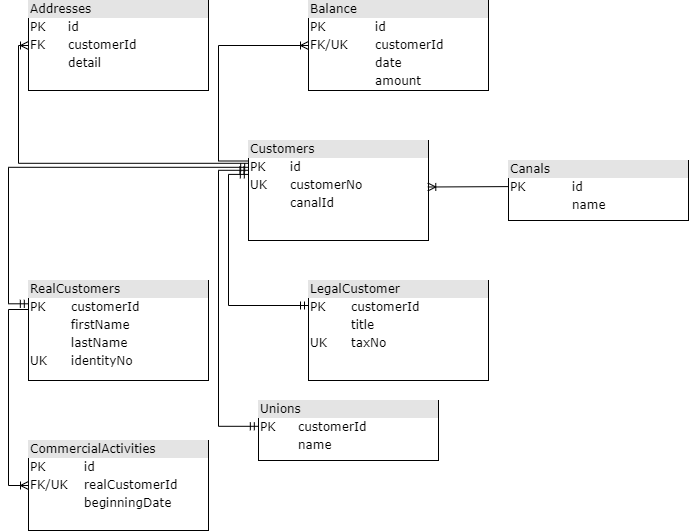 Addresses
PK id
FK customerId
detail
Balance
PK id
FK/UK customerId
date
amount
Customers
PK id
UK customerNo
canalId
Canals
PK id
name
RealCustomers
PK customerId
firstName
lastName
UK identityNo
LegalCustomer
PK customerId
title
UK taxNo
Unions
PK customerId
name
CommercialActivities
PK id
FK/UK realCustomerId
beginningDate